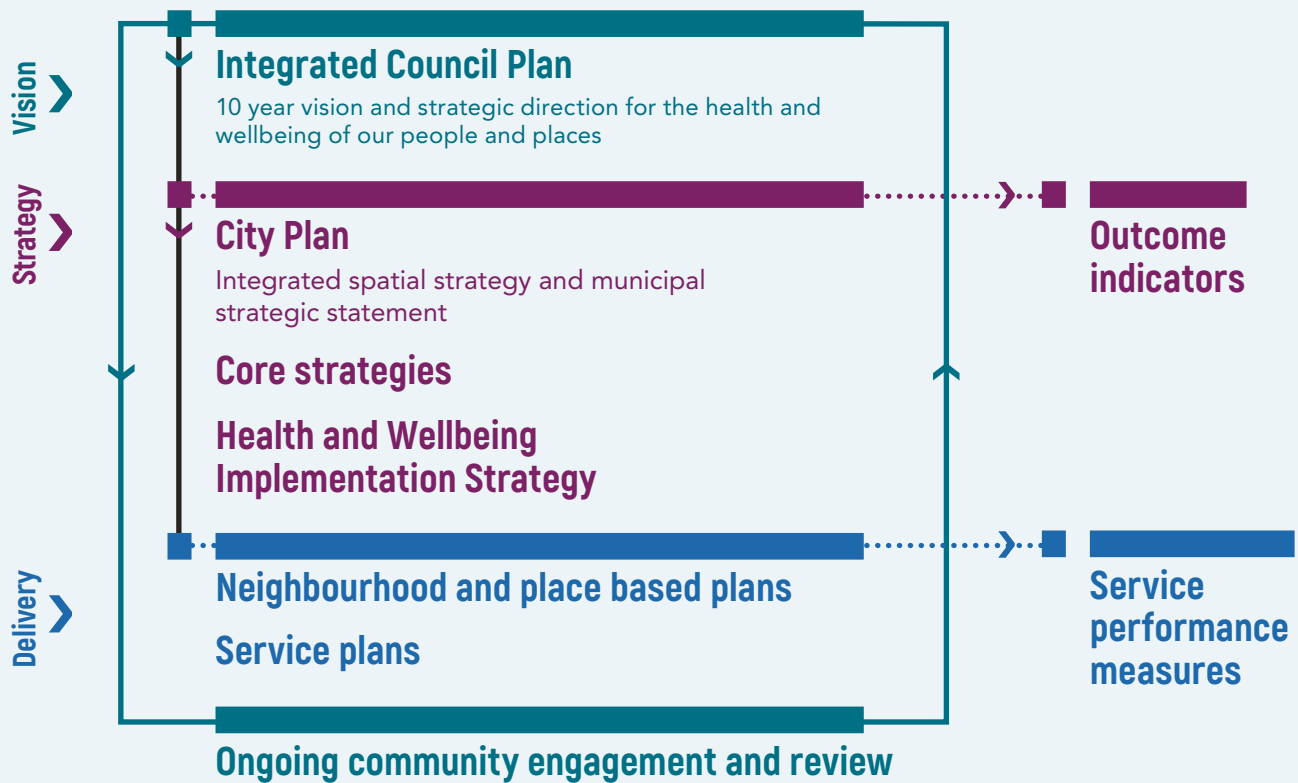 Vision
Integrated Council Plan
10 year vision and strategic direction for the health and
wellbeing of our people and places
Strategy
City Plan
Integrated spatial strategy and municipal
strategic statement
Core strategies
Health and Wellbeing
Implementation Strategy
Outcome
indicators
Delivery
Neighbourhood and place based plans
Service plans
Service
performance
measures
Ongoing community engagement and review